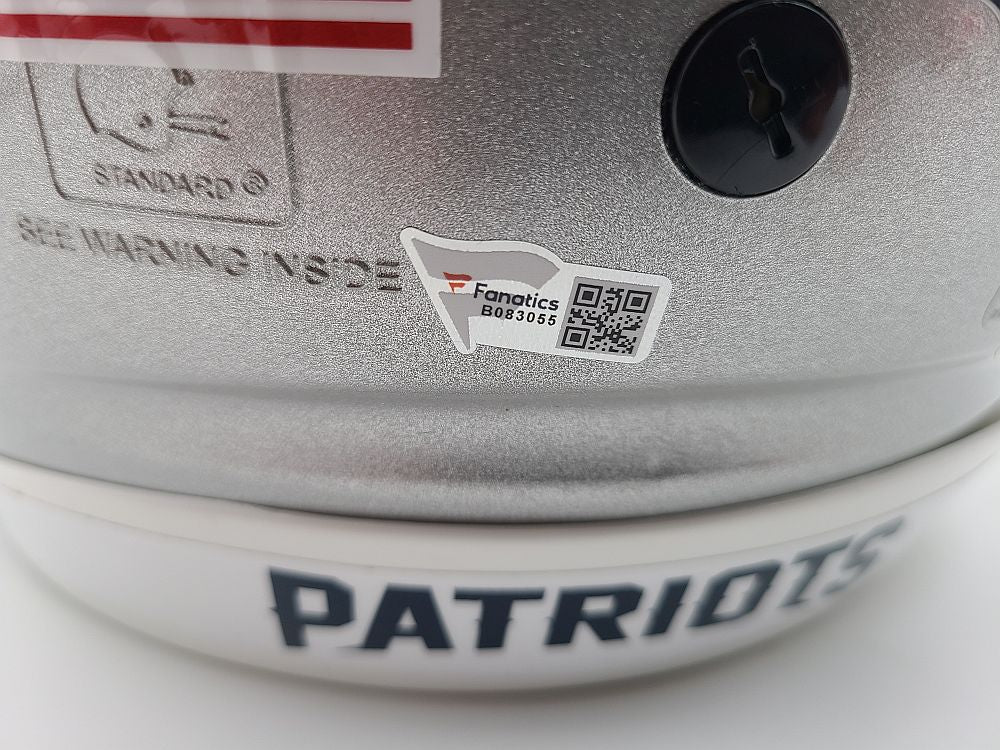 STANDARD®
SEE WARNING INSIDE
Fanatics
B083055
PATRIOTS